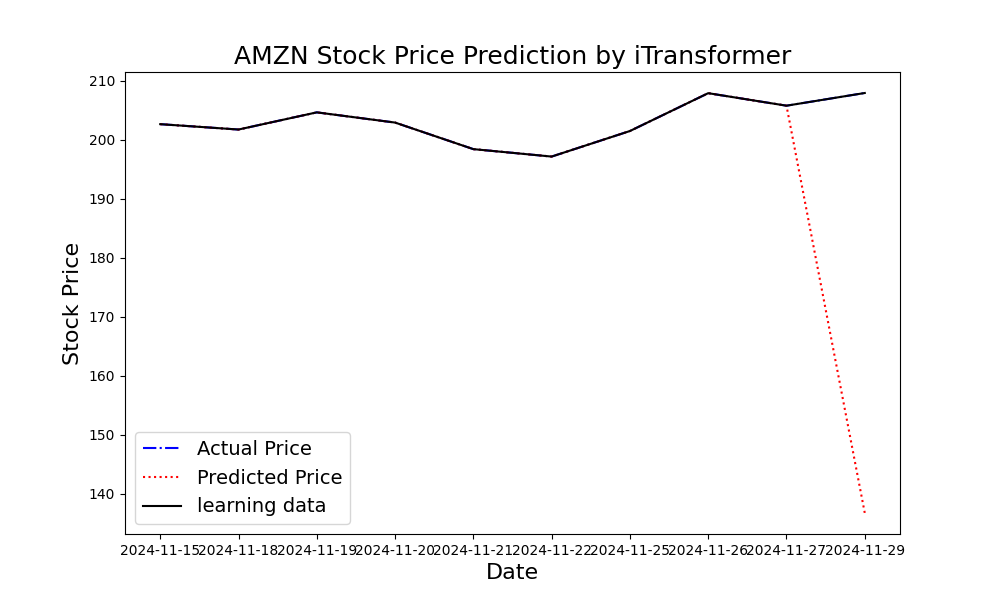 AMZN Stock Price Prediction by iTransformer
210
200
190
180
170
160
150
140
Stock Price
Actual Price
Predicted Price
learning data
2024-11-15 2024-11-18 2024-11-19 2024-11-20 2024-11-21 2024-11-22 2024-11-25 2024-11-26 2024-11-27 2024-11-29
Date